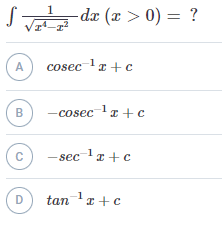 ∫ 1/√(x⁴−x²) dx (x > 0) = ?
A cosec⁻¹x + c
B −cosec⁻¹x + c
C −sec⁻¹x + c
D tan⁻¹x + c